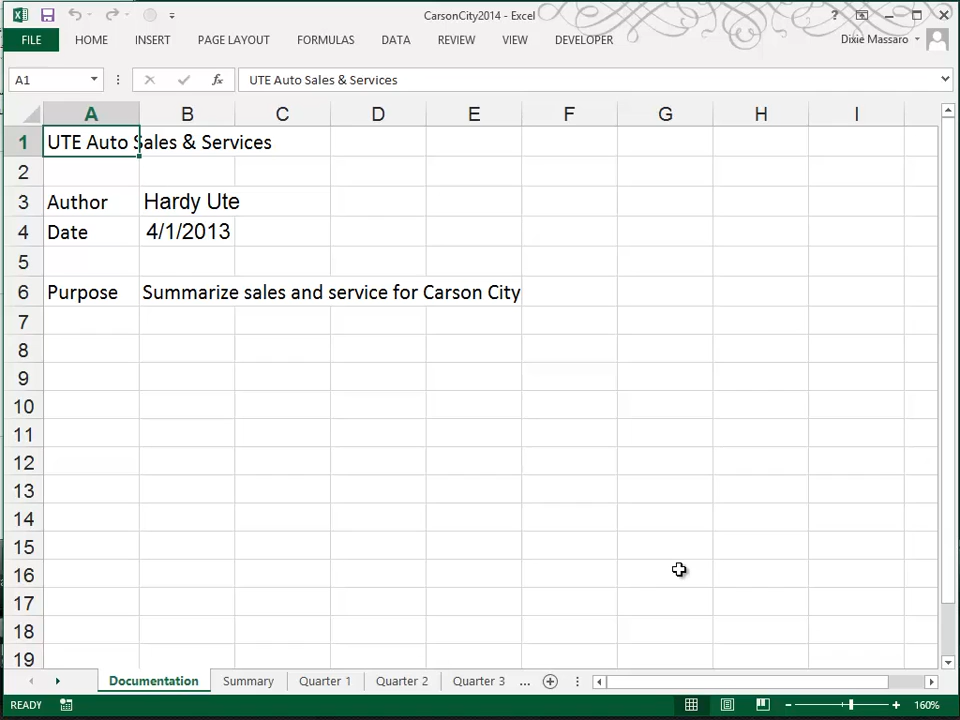 CarsonCity2014 - Excel
?
FILE HOME INSERT PAGE LAYOUT FORMULAS DATA REVIEW VIEW DEVELOPER Dixie Massaro
A1 fx UTE Auto Sales & Services
A B C D E F G H I
1 UTE Auto Sales & Services
2
3 Author Hardy Ute
4 Date 4/1/2013
5
6 Purpose Summarize sales and service for Carson City
7
8
9
10
11
12
13
14
15
16
17
18
19
Documentation Summary Quarter 1 Quarter 2 Quarter 3 ...
READY 160%